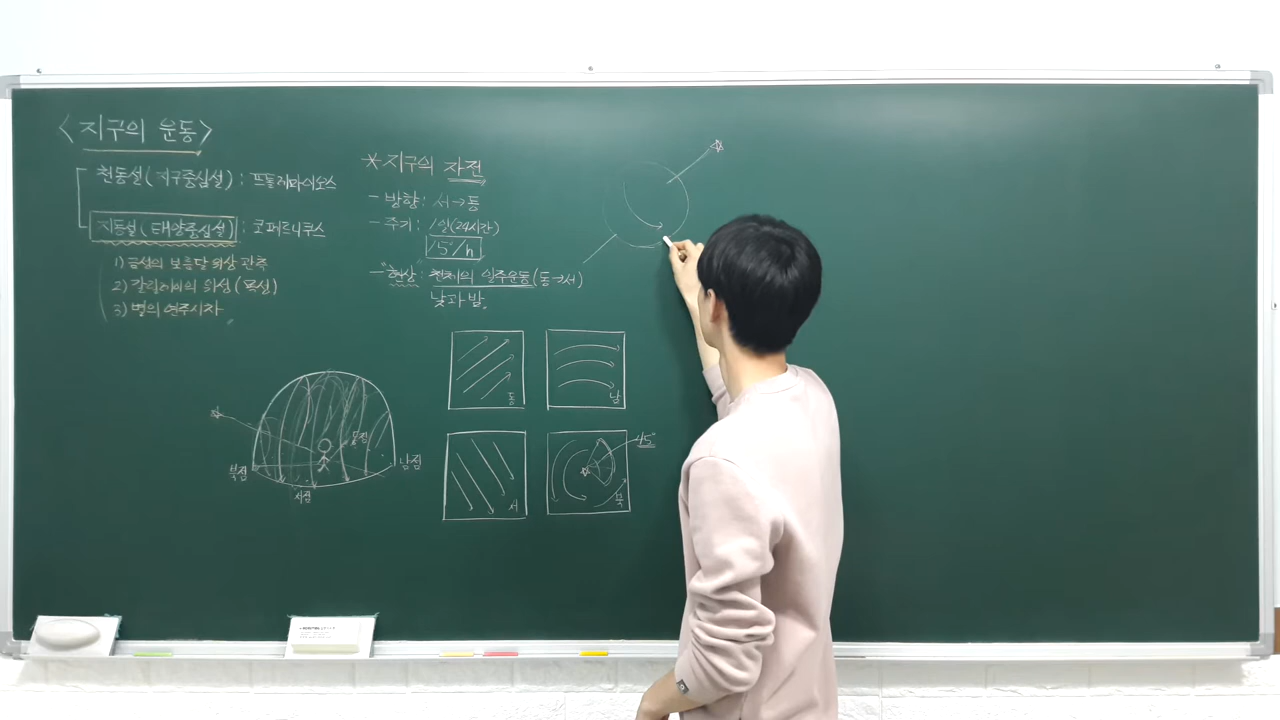 <지구의 운동>
천동설(지구중심설) : 프톨레마이오스
지동설(태양중심설) : 코페르니쿠스
1) 금성의 보름달 위상 관측
2) 갈릴레이의 위성(목성)
3) 별의 연주시차
*지구의 자전
- 방향: 서→동
- 주기: 1일(24시간)
15°/h
- "현상": 천체의 일주운동(동→서)
낮과 밤.
동
남
서
북
45°
북점
서점
동점
남점